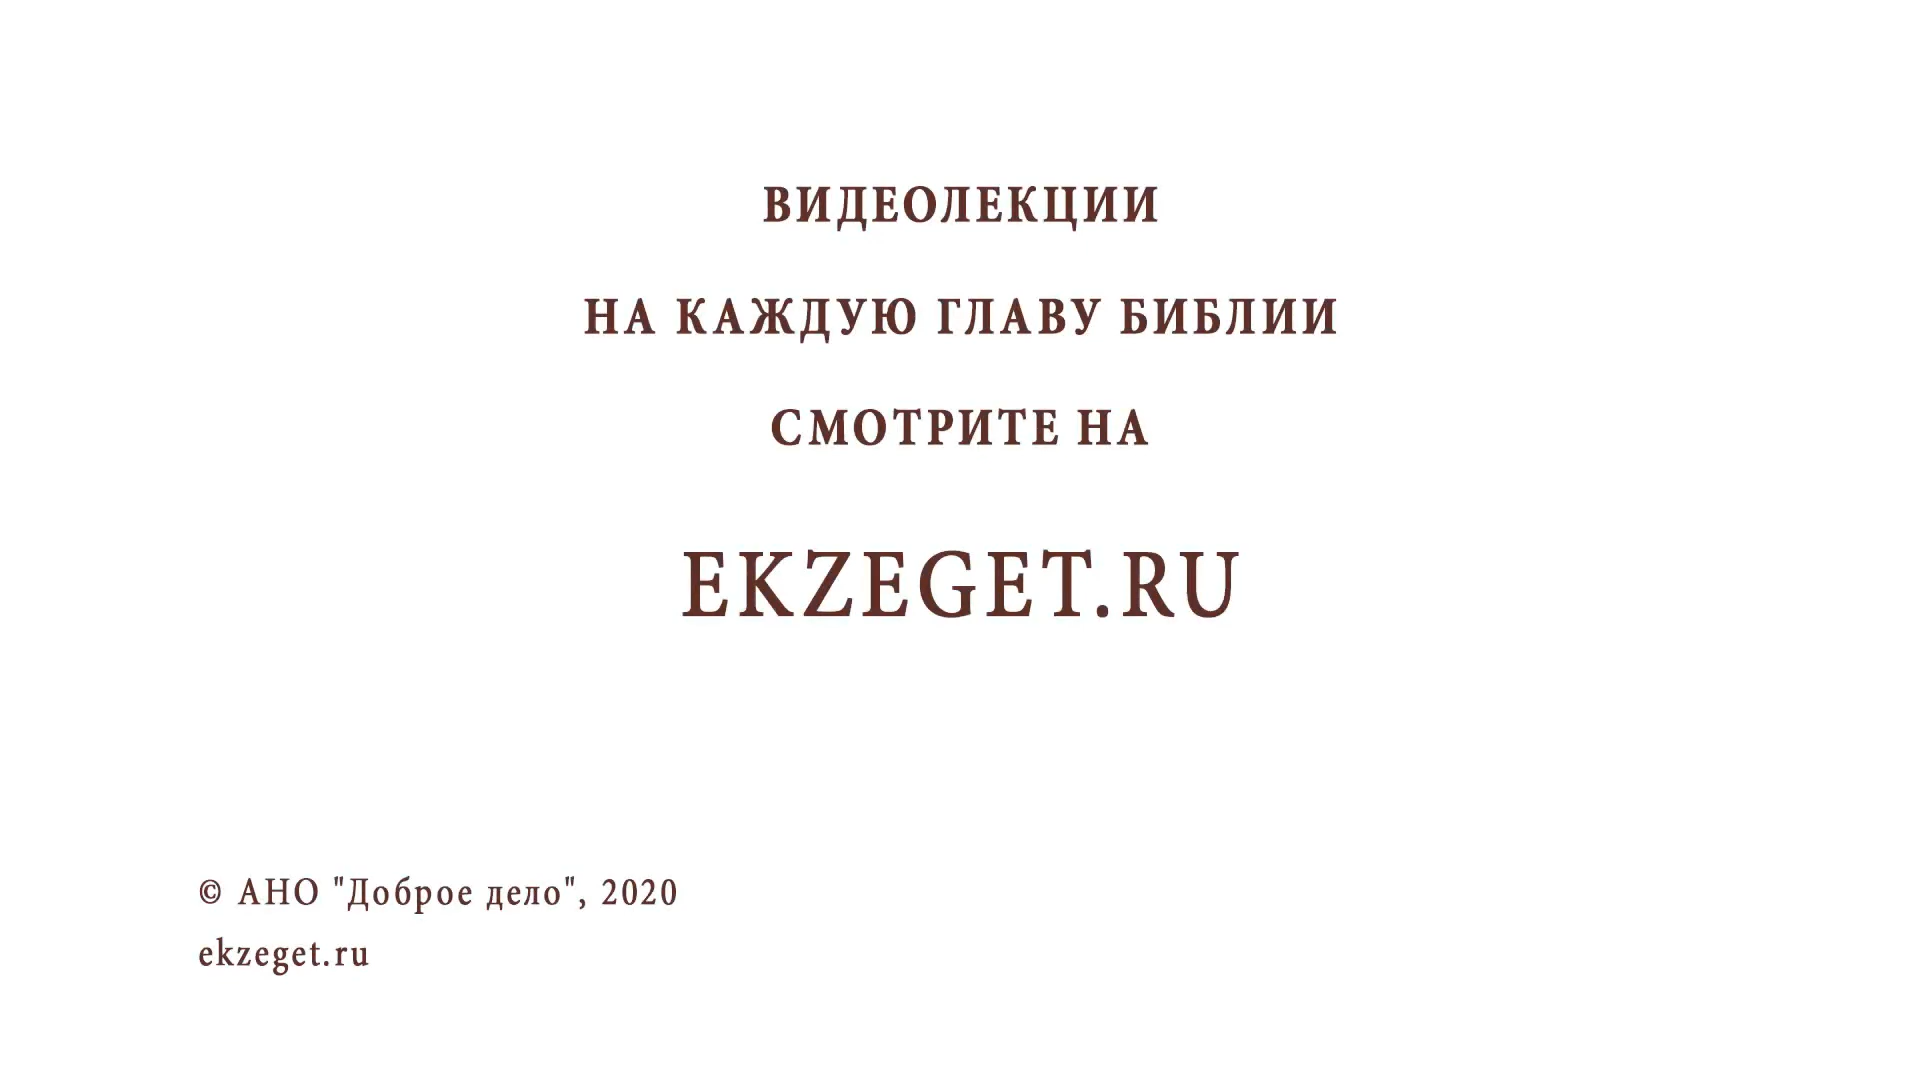 ВИДЕОЛЕКЦИИ
НА КАЖДУЮ ГЛАВУ БИБЛИИ
СМОТРИТЕ НА
EKZEGET.RU
© АНО "Доброе дело", 2020
ekzeget.ru